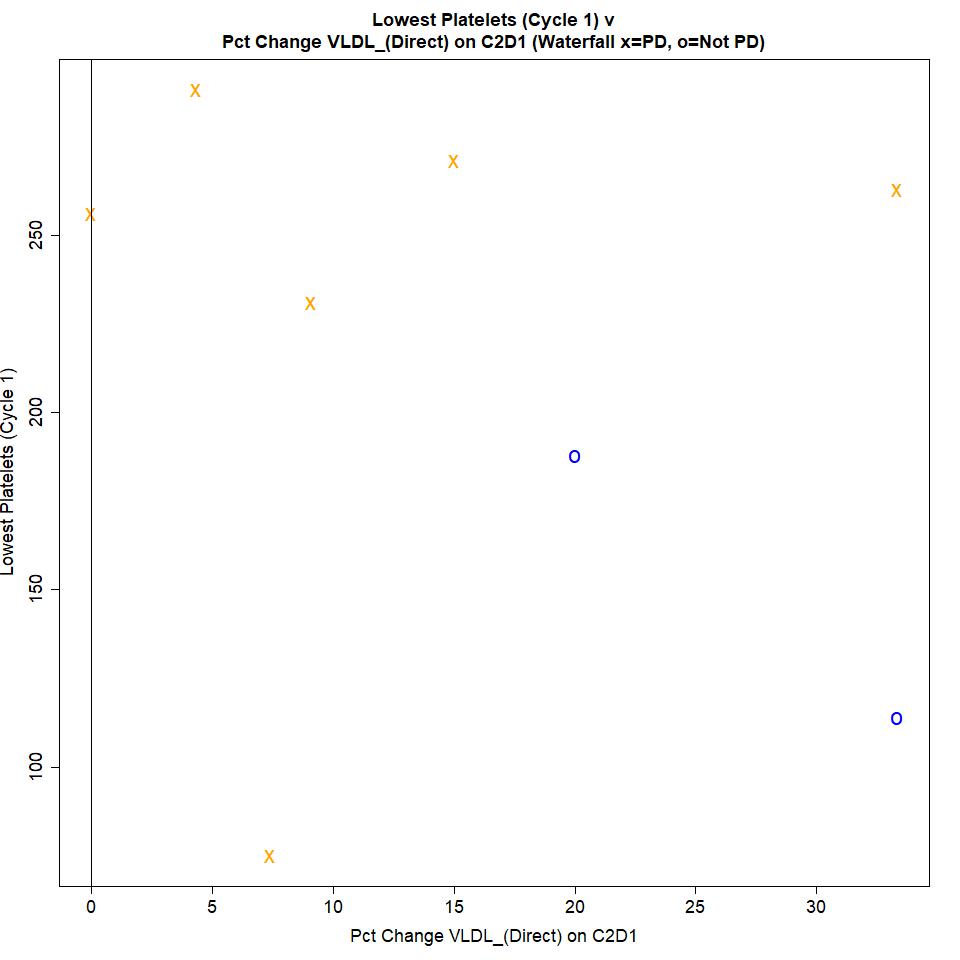 Lowest Platelets (Cycle 1) v
Pct Change VLDL_(Direct) on C2D1 (Waterfall x=PD, o=Not PD)
Lowest Platelets (Cycle 1)
250
200
150
100
X
X
X
X
X
O
O
X
0
5
10
15
20
25
30
Pct Change VLDL_(Direct) on C2D1